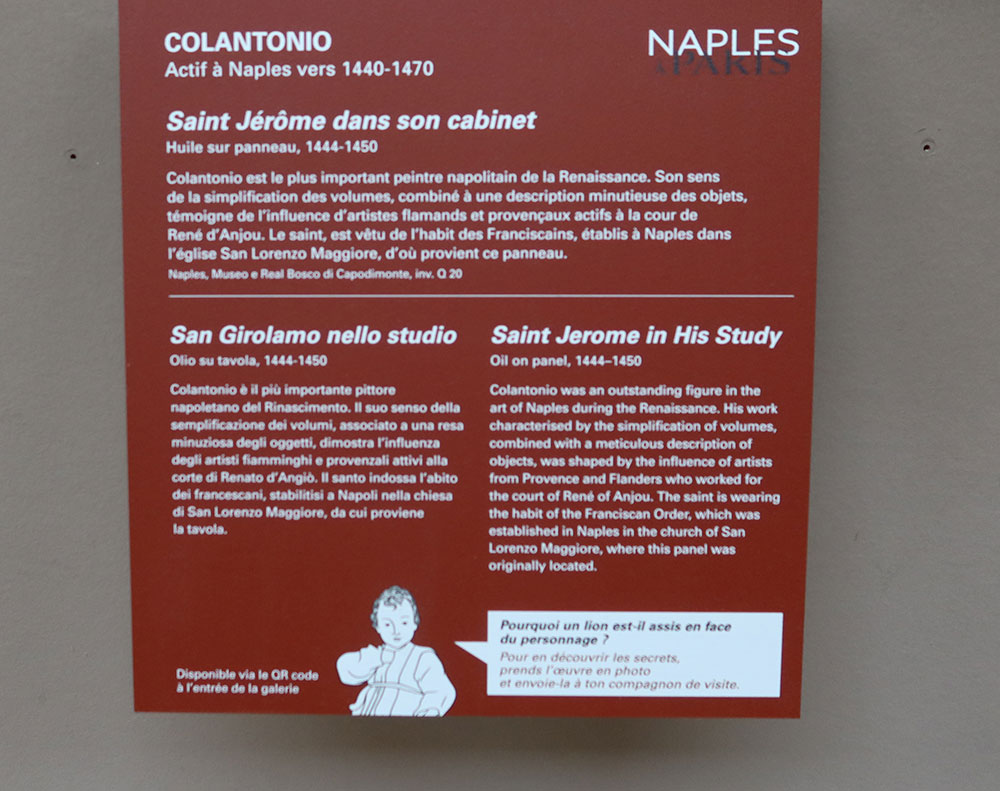 COLANTONIO
Actif à Naples vers 1440-1470
NAPLES
à PARIS
Saint Jérôme dans son cabinet
Huile sur panneau, 1444-1450
Colantonio est le plus important peintre napolitain de la Renaissance. Son sens
de la simplification des volumes, combiné à une description minutieuse des objets,
témoigne de l'influence d'artistes flamands et provençaux actifs à la cour de
René d'Anjou. Le saint, est vêtu de l'habit des Franciscains, établis à Naples dans
l'église San Lorenzo Maggiore, d'où provient ce panneau.
Naples, Museo e Real Bosco di Capodimonte, inv. Q 20
San Girolamo nello studio
Olio su tavola, 1444-1450
Colantonio è il più importante pittore
napoletano del Rinascimento. Il suo senso della
semplificazione dei volumi, associato a una resa
minuziosa degli oggetti, dimostra l'influenza
degli artisti fiamminghi e provenzali attivi alla
corte di Renato d'Angiò. Il santo indossa l'abito
dei francescani, stabilitisi a Napoli nella chiesa
di San Lorenzo Maggiore, da cui proviene
la tavola.
Saint Jerome in His Study
Oil on panel, 1444–1450
Colantonio was an outstanding figure in the
art of Naples during the Renaissance. His work
characterised by the simplification of volumes,
combined with a meticulous description of
objects, was shaped by the influence of artists
from Provence and Flanders who worked for
the court of René of Anjou. The saint is wearing
the habit of the Franciscan Order, which was
established in Naples in the church of San
Lorenzo Maggiore, where this panel was
originally located.
Disponible via le QR code
à l'entrée de la galerie
Pourquoi un lion est-il assis en face
du personnage ?
Pour en découvrir les secrets,
prends l'œuvre en photo
et envoie-la à ton compagnon de visite.